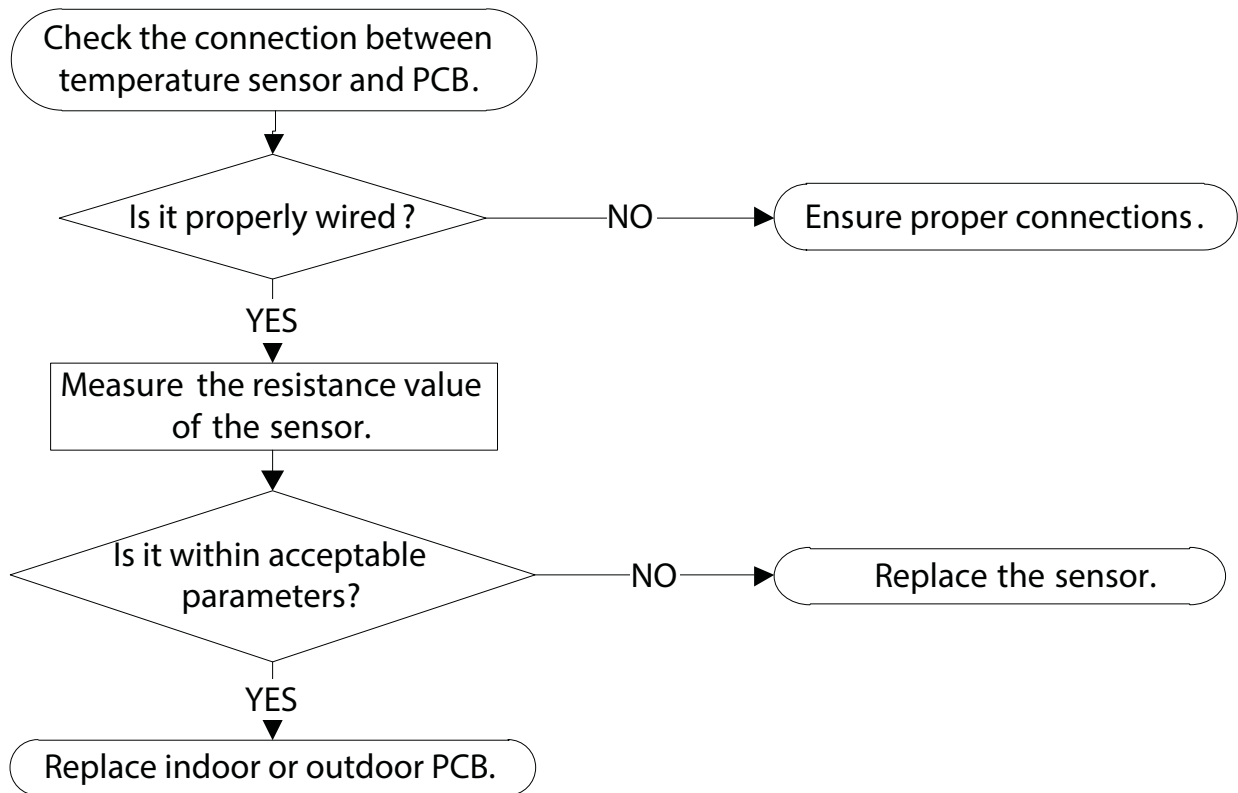 Check the connection between
temperature sensor and PCB.
Is it properly wired ?
NO
Ensure proper connections.
YES
Measure the resistance value
of the sensor.
Is it within acceptable
parameters?
NO
Replace the sensor.
YES
Replace indoor or outdoor PCB.